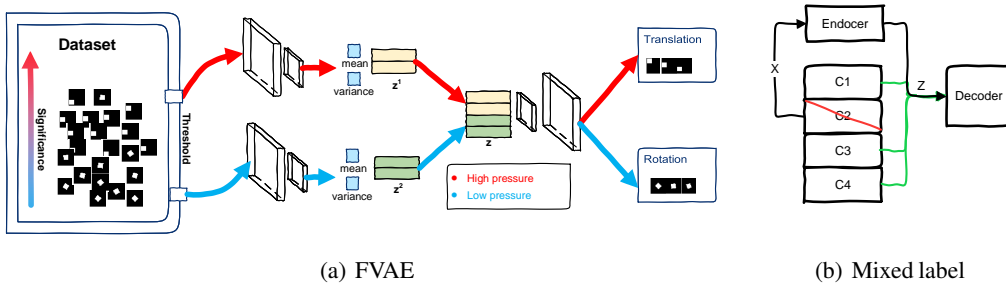 Dataset
Significance
Threshold
mean
variance
z1
mean
variance
z2
z
High pressure
Low pressure
Translation
Rotation
(a) FVAE
Endocer
X
C1
C2
C3
C4
Z
Decoder
(b) Mixed label